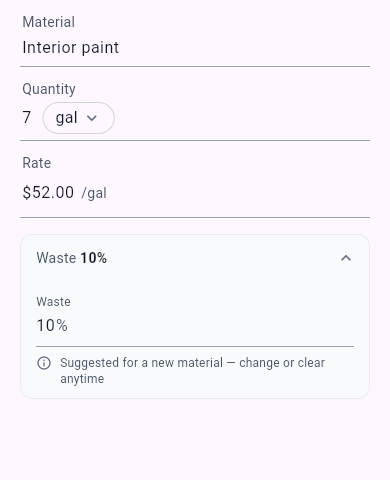 Material
Interior paint
Quantity
7 gal
Rate
$52.00 /gal
Waste 10%
Waste
10%
Suggested for a new material — change or clear
anytime